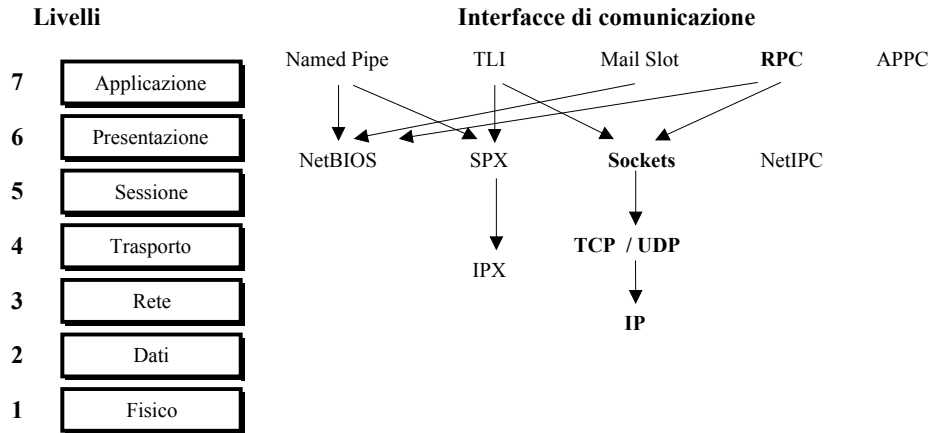 Livelli
Interfacce di comunicazione
Named Pipe TLI Mail Slot RPC APPC
7 Applicazione
6 Presentazione
NetBIOS SPX Sockets NetIPC
5 Sessione
4 Trasporto
TCP / UDP
IPX
3 Rete
IP
2 Dati
1 Fisico